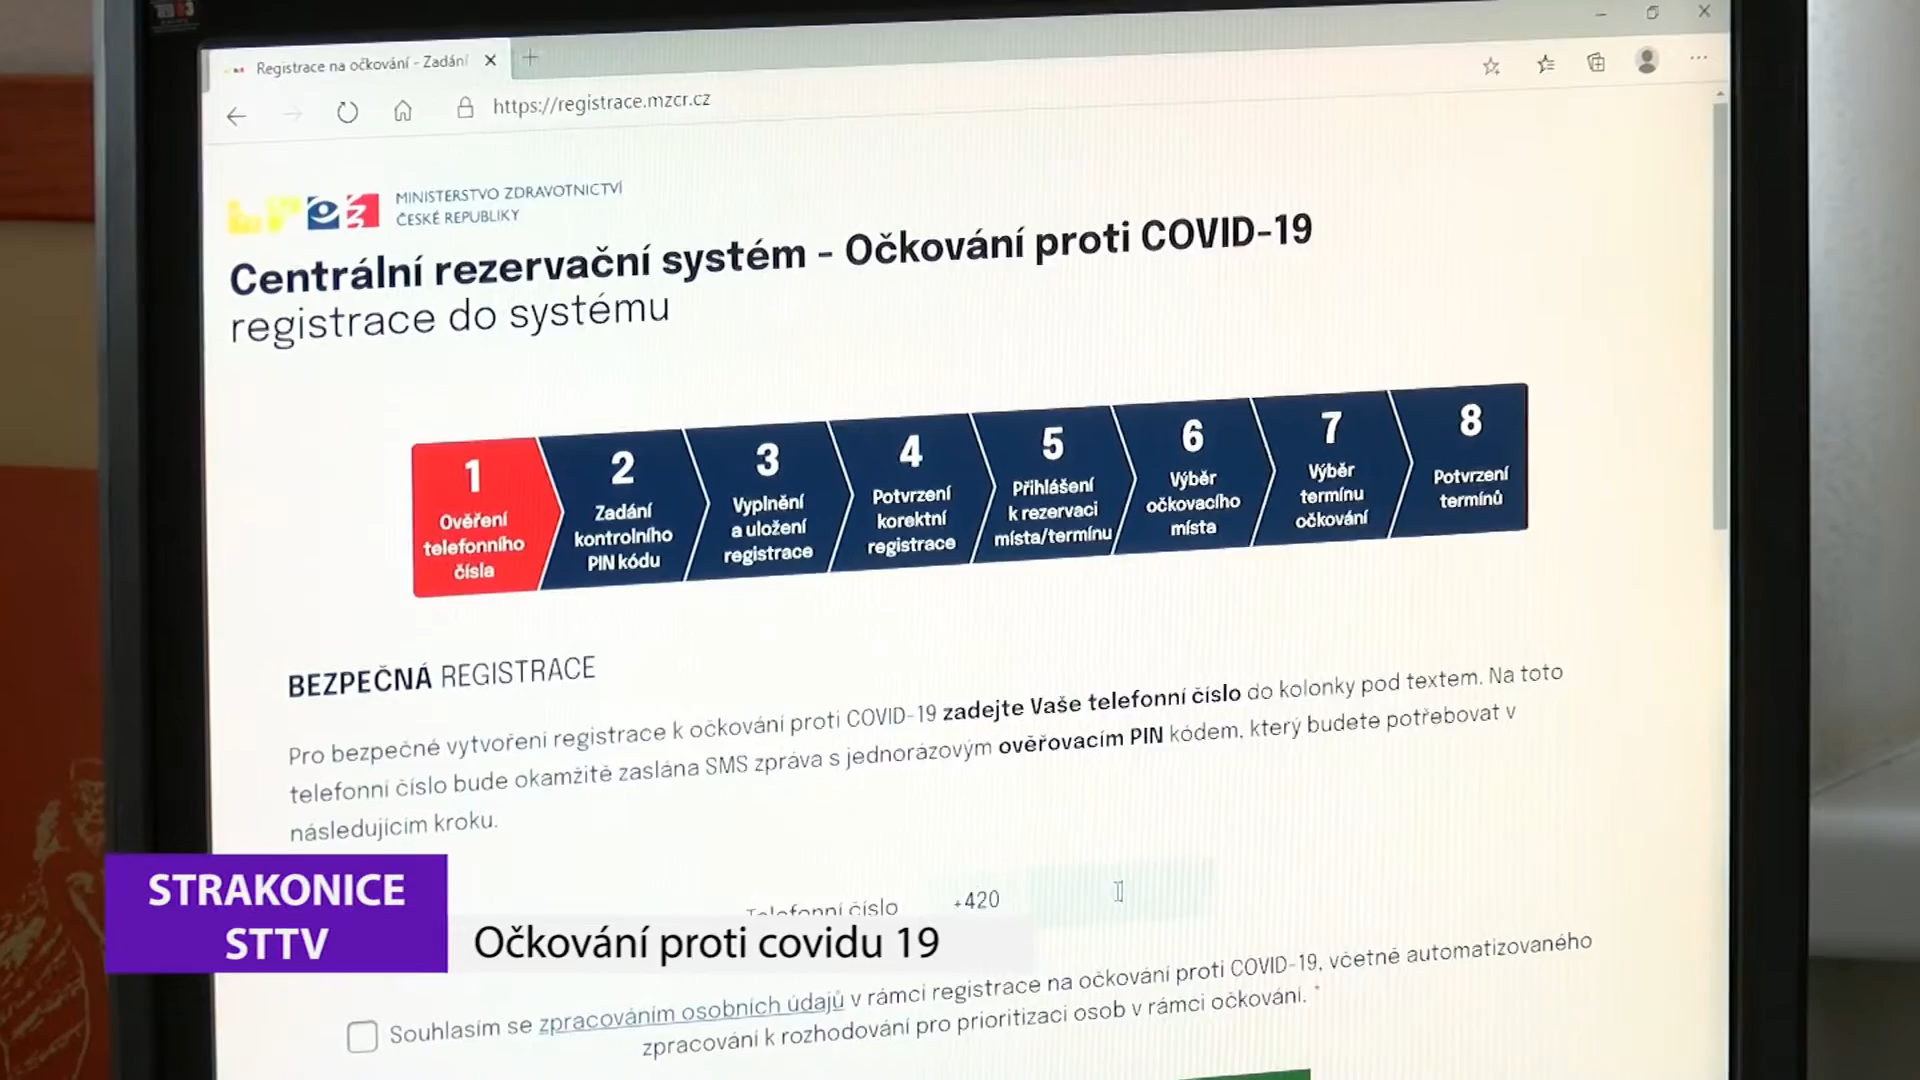 Registrace na očkování - Zadání
https://registrace.mzcr.cz
MINISTERSTVO ZDRAVOTNICTVÍ
ČESKÉ REPUBLIKY
Centrální rezervační systém - Očkování proti COVID-19
registrace do systému
1
Ověření
telefonního
čísla
2
Zadání
kontrolního
PIN kódu
3
Vyplnění
a uložení
registrace
4
Potvrzení
korektní
registrace
5
Přihlášení
k rezervaci
místa/termínu
6
Výběr
očkovacího
místa
7
Výběr
termínu
očkování
8
Potvrzení
termínů
BEZPEČNÁ REGISTRACE
Pro bezpečné vytvoření registrace k očkování proti COVID-19 zadejte Vaše telefonní číslo do kolonky pod textem. Na toto
telefonní číslo bude okamžitě zaslána SMS zpráva s jednorázovým ověřovacím PIN kódem, který budete potřebovat v
následujícím kroku.
Telefonní číslo +420
STRAKONICE
STTV
Očkování proti covidu 19
Souhlasím se zpracováním osobních údajů v rámci registrace na očkování proti COVID-19, včetně automatizovaného
zpracování k rozhodování pro prioritizaci osob v rámci očkování. *